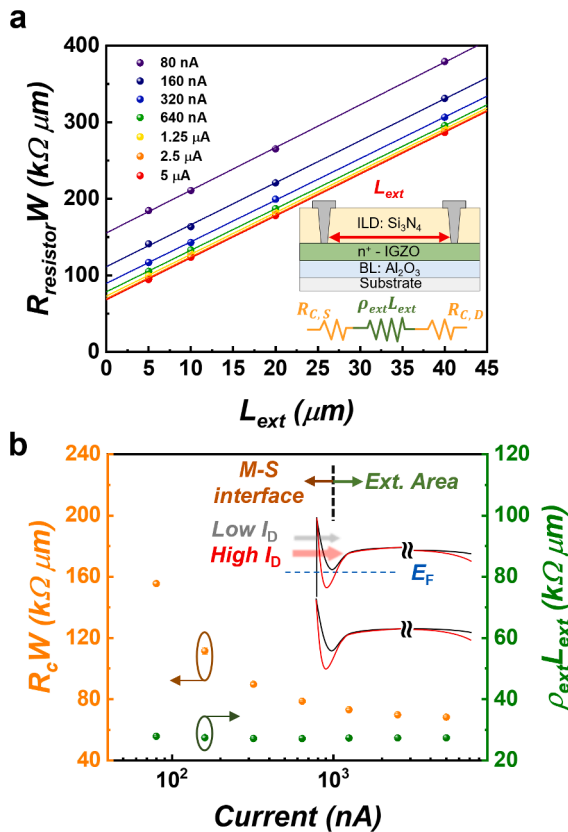 a
R_resistor W (kΩ μm)
400
300
200
100
0
80 nA
160 nA
320 nA
640 nA
1.25 μA
2.5 μA
5 μA
L_ext
ILD: Si₃N₄
n⁺ - IGZO
BL: Al₂O₃
Substrate
R_C,S
ρ_ext L_ext
R_C,D
0 5 10 15 20 25 30 35 40 45
L_ext (μm)
b
R_c W (kΩ μm)
240
200
160
120
80
40
M-S interface
Ext. Area
Low I_D
High I_D
E_F
120
100
80
60
40
20
ρ_ext L_ext (kΩ μm)
10² 10³
Current (nA)